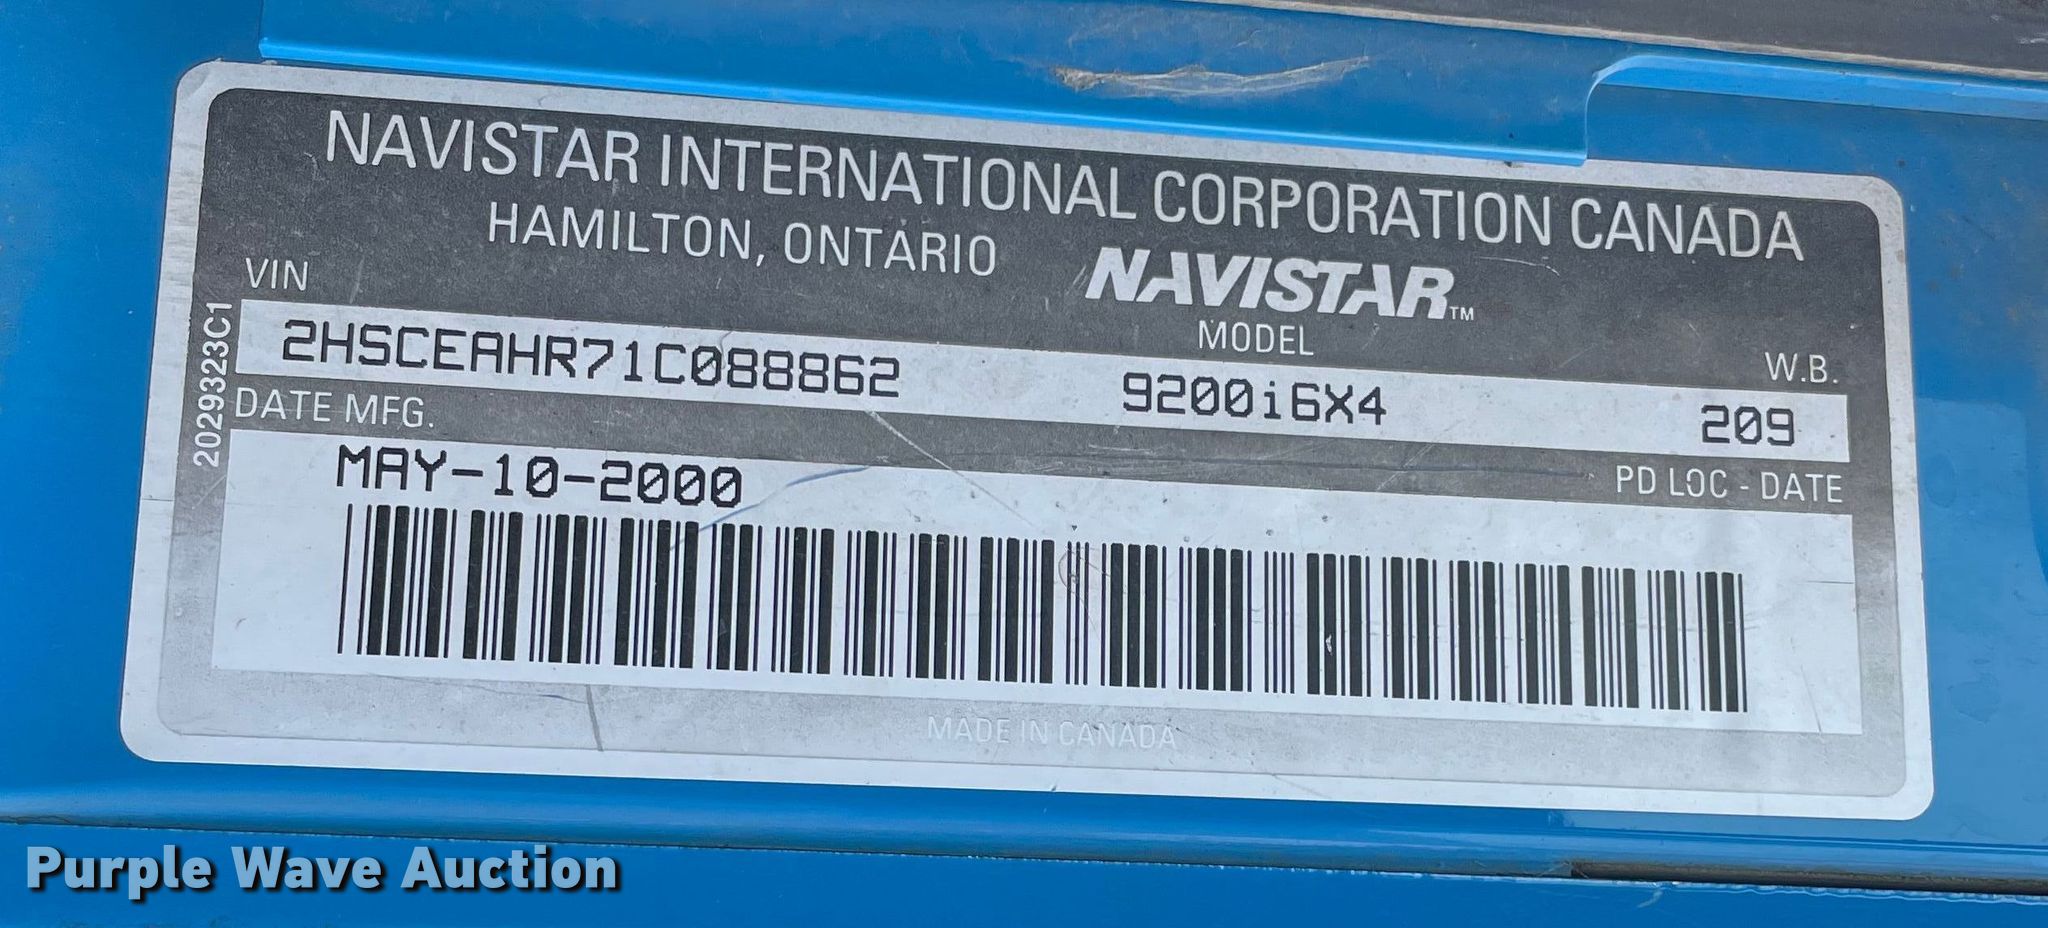 NAVISTAR INTERNATIONAL CORPORATION CANADA
HAMILTON, ONTARIO
NAVISTAR™
VIN
MODEL
W.B.
2HSCEAHR71C088862
9200i6X4
209
2029323C1
DATE MFG.
PD LOC - DATE
MAY-10-2000
MADE IN CANADA
Purple Wave Auction